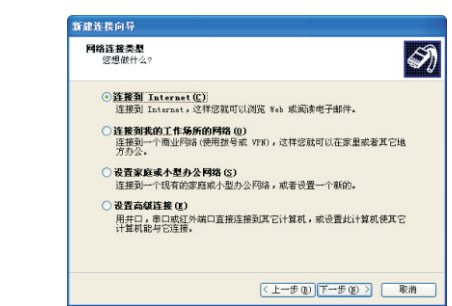 新建连接向导
网络连接类型
您想做什么？
连接到 Internet(C)
连接到 Internet，这样您就可以浏览 Web 或阅读电子邮件。
连接到我的工作场所的网络(O)
连接到一个商业网络(使用拨号或 VPN)，这样您就可以在家里或者其它地
方办公。
设置家庭或小型办公网络(S)
连接到一个现有的家庭或小型办公网络，或者设置一个新的。
设置高级连接(E)
用并口，串口或红外端口直接连接到其它计算机，或设置此计算机使其它
计算机能与它连接。
<上一步(B) 下一步(N)> 取消